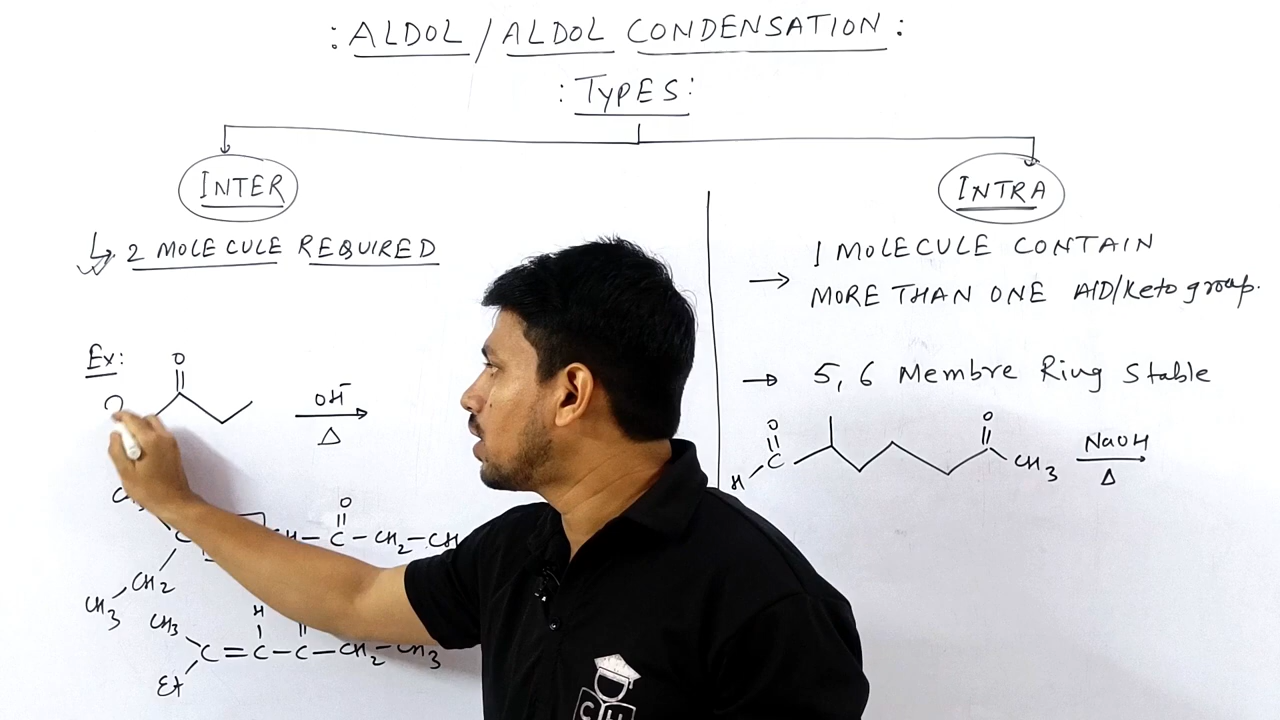 : ALDOL / ALDOL CONDENSATION :
: TYPES :
INTER
2 MOLECULE REQUIRED
Ex:
O
OH⁻
Δ
O
H – C – CH2 – CH
CH2
CH3
CH3
H
C = C – C – CH2 – CH3
Et
INTRA
→ 1 MOLECULE CONTAIN
MORE THAN ONE AlD/Keto group.
→ 5, 6 Membre Ring Stable
O
H C
O
CH3
NaOH
Δ
CH